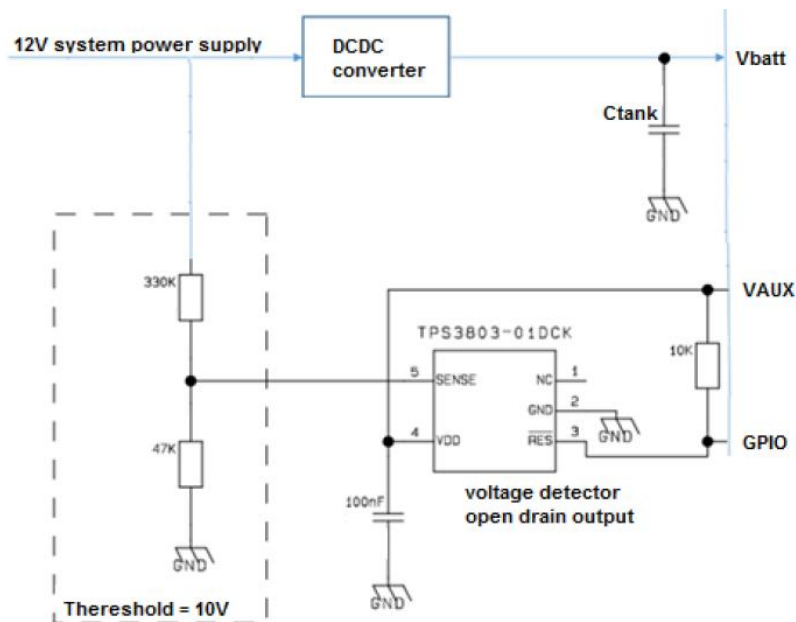 12V system power supply
DCDC
converter
Vbatt
Ctank
GND
330K
VAUX
TPS3803-01DCK
10K
5
SENSE
NC
1
GND
2
GND
47K
4
VDD
RES
3
GPIO
100nF
voltage detector
open drain output
GND
GND
Thereshold = 10V